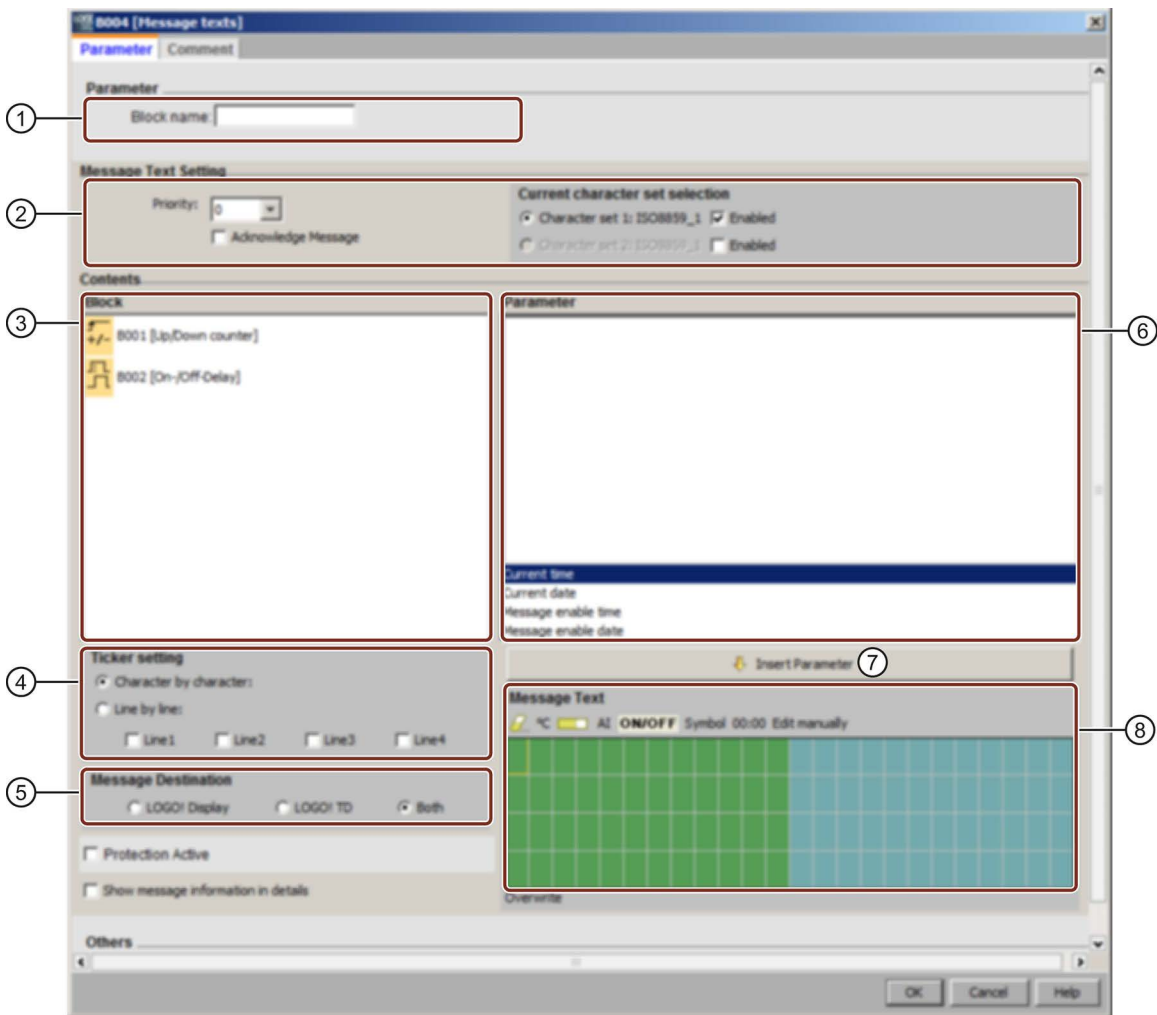 B004 [Message texts]
Parameter Comment
Parameter
① Block name:
Message Text Setting
② Priority: 0
Acknowledge Message
Current character set selection
Character set 1: ISO8859_1 Enabled
Character set 2: ISO8859_1 Enabled
Contents
Block
③ B001 [Up/Down counter]
B002 [On-/Off-Delay]
Parameter
⑥
Current time
Current date
Message enable time
Message enable date
Ticker setting
④ Character by character:
Line by line:
Line1 Line2 Line3 Line4
Insert Parameter ⑦
Message Text
°C AI ON/OFF Symbol 00:00 Edit manually
⑧
Message Destination
⑤ LOGO! Display LOGO! TD Both
Protection Active
Show message information in details
Overwrite
Others
OK Cancel Help